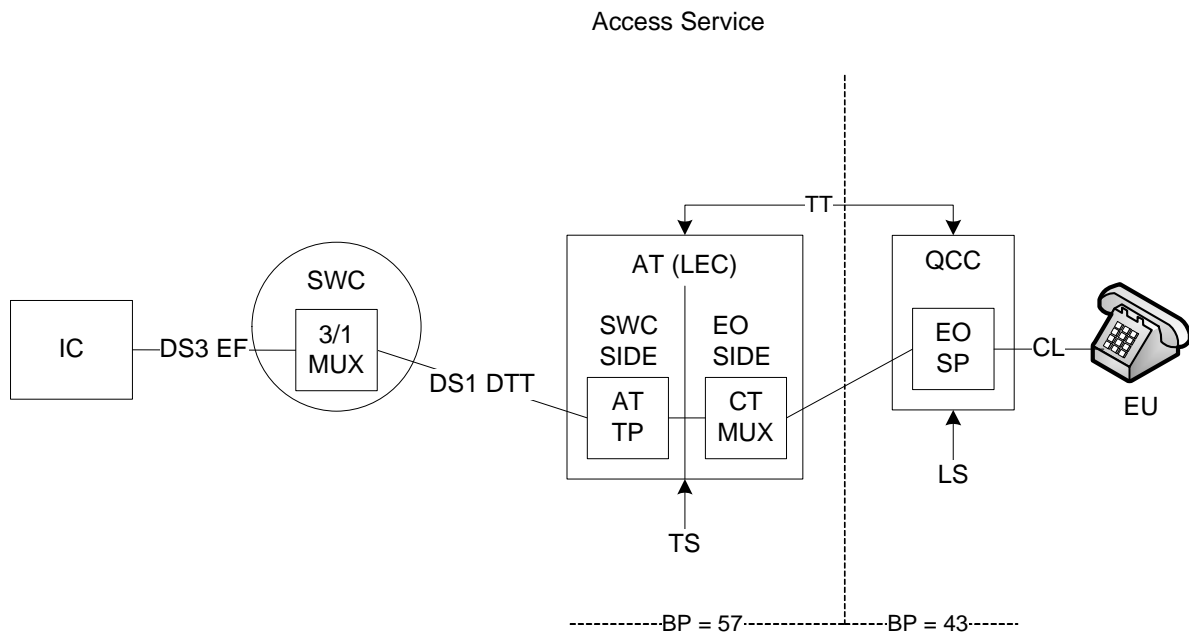 Access Service
TT
AT (LEC)
QCC
SWC
IC
DS3 EF
3/1
MUX
SWC
SIDE
EO
SIDE
EO
SP
CL
EU
DS1 DTT
AT
TP
CT
MUX
LS
TS
BP = 57
BP = 43